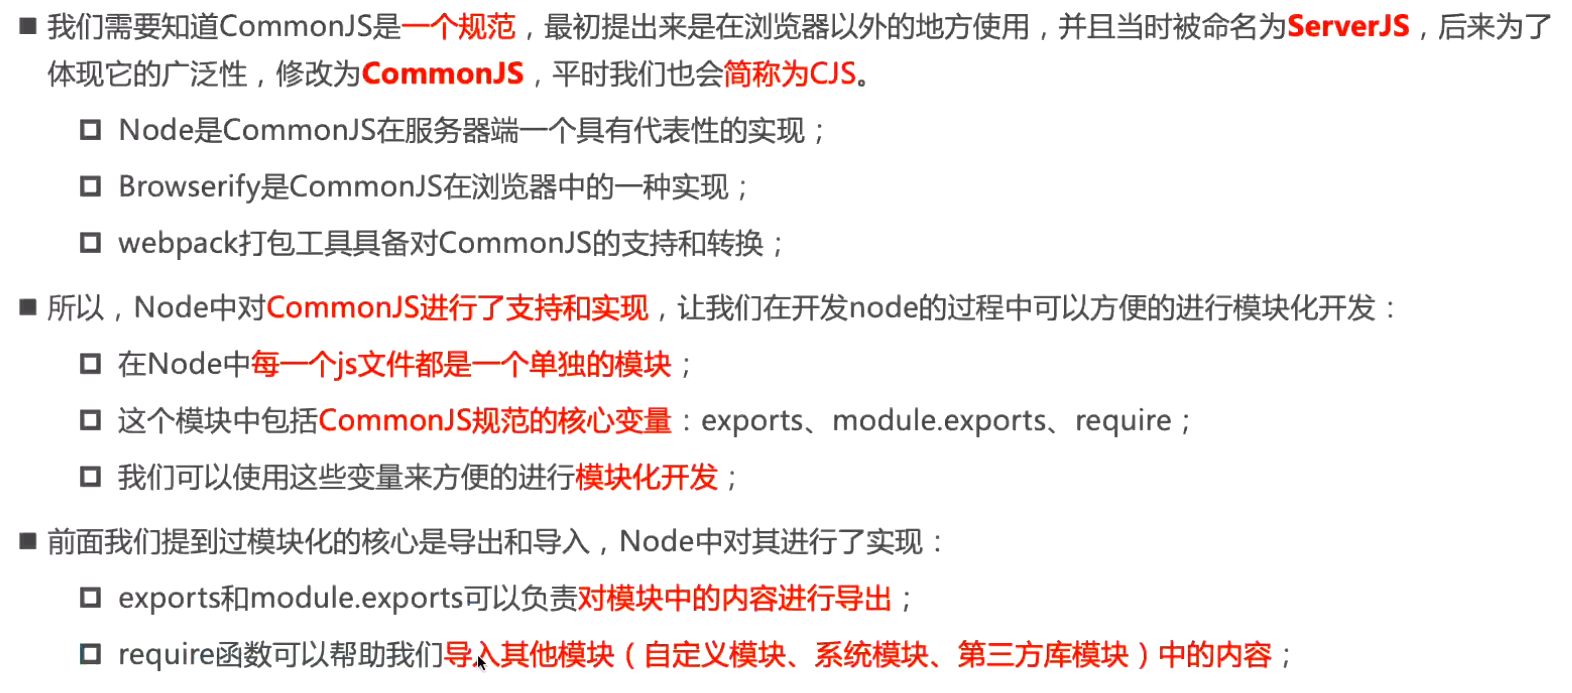 ■ 我们需要知道CommonJS是一个规范，最初提出来是在浏览器以外的地方使用，并且当时被命名为ServerJS，后来为了
体现它的广泛性，修改为CommonJS，平时我们也会简称为CJS。
Node是CommonJS在服务器端一个具有代表性的实现；
Browserify是CommonJS在浏览器中的一种实现；
webpack打包工具具备对CommonJS的支持和转换；
■ 所以，Node中对CommonJS进行了支持和实现，让我们在开发node的过程中可以方便的进行模块化开发：
在Node中每一个js文件都是一个单独的模块；
这个模块中包括CommonJS规范的核心变量：exports、module.exports、require；
我们可以使用这些变量来方便的进行模块化开发；
■ 前面我们提到过模块化的核心是导出和导入，Node中对其进行了实现：
exports和module.exports可以负责对模块中的内容进行导出；
require函数可以帮助我们导入其他模块（自定义模块、系统模块、第三方库模块）中的内容；